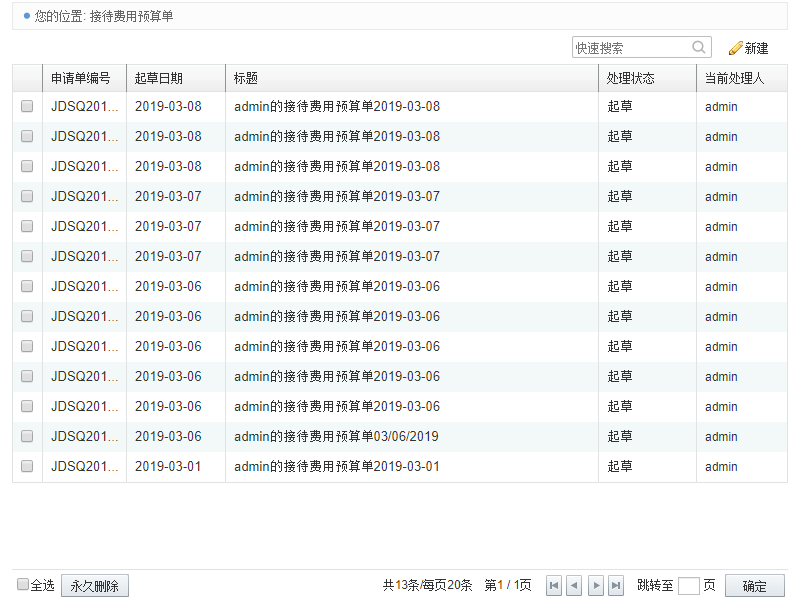 您的位置: 接待费用预算单
快速搜索 新建
申请单编号 起草日期 标题 处理状态 当前处理人
JDSQ201... 2019-03-08 admin的接待费用预算单2019-03-08 起草 admin
JDSQ201... 2019-03-08 admin的接待费用预算单2019-03-08 起草 admin
JDSQ201... 2019-03-08 admin的接待费用预算单2019-03-08 起草 admin
JDSQ201... 2019-03-07 admin的接待费用预算单2019-03-07 起草 admin
JDSQ201... 2019-03-07 admin的接待费用预算单2019-03-07 起草 admin
JDSQ201... 2019-03-07 admin的接待费用预算单2019-03-07 起草 admin
JDSQ201... 2019-03-06 admin的接待费用预算单2019-03-06 起草 admin
JDSQ201... 2019-03-06 admin的接待费用预算单2019-03-06 起草 admin
JDSQ201... 2019-03-06 admin的接待费用预算单2019-03-06 起草 admin
JDSQ201... 2019-03-06 admin的接待费用预算单2019-03-06 起草 admin
JDSQ201... 2019-03-06 admin的接待费用预算单2019-03-06 起草 admin
JDSQ201... 2019-03-06 admin的接待费用预算单03/06/2019 起草 admin
JDSQ201... 2019-03-01 admin的接待费用预算单2019-03-01 起草 admin
全选 永久删除 共13条/每页20条 第1 / 1页 跳转至 页 确定